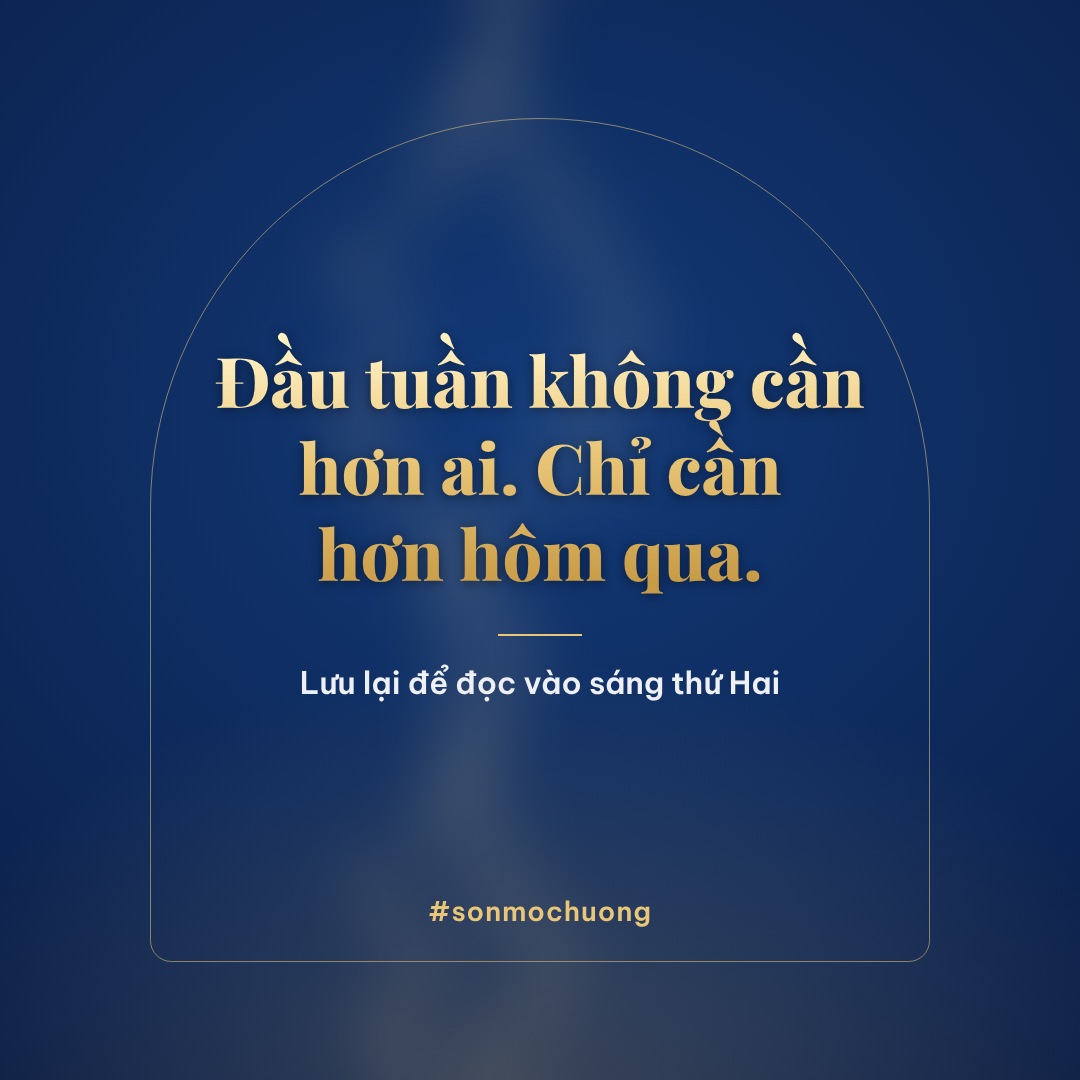 Đầu tuần không cần
hơn ai. Chỉ cần
hơn hôm qua.
Lưu lại để đọc vào sáng thứ Hai
#sonmochuong